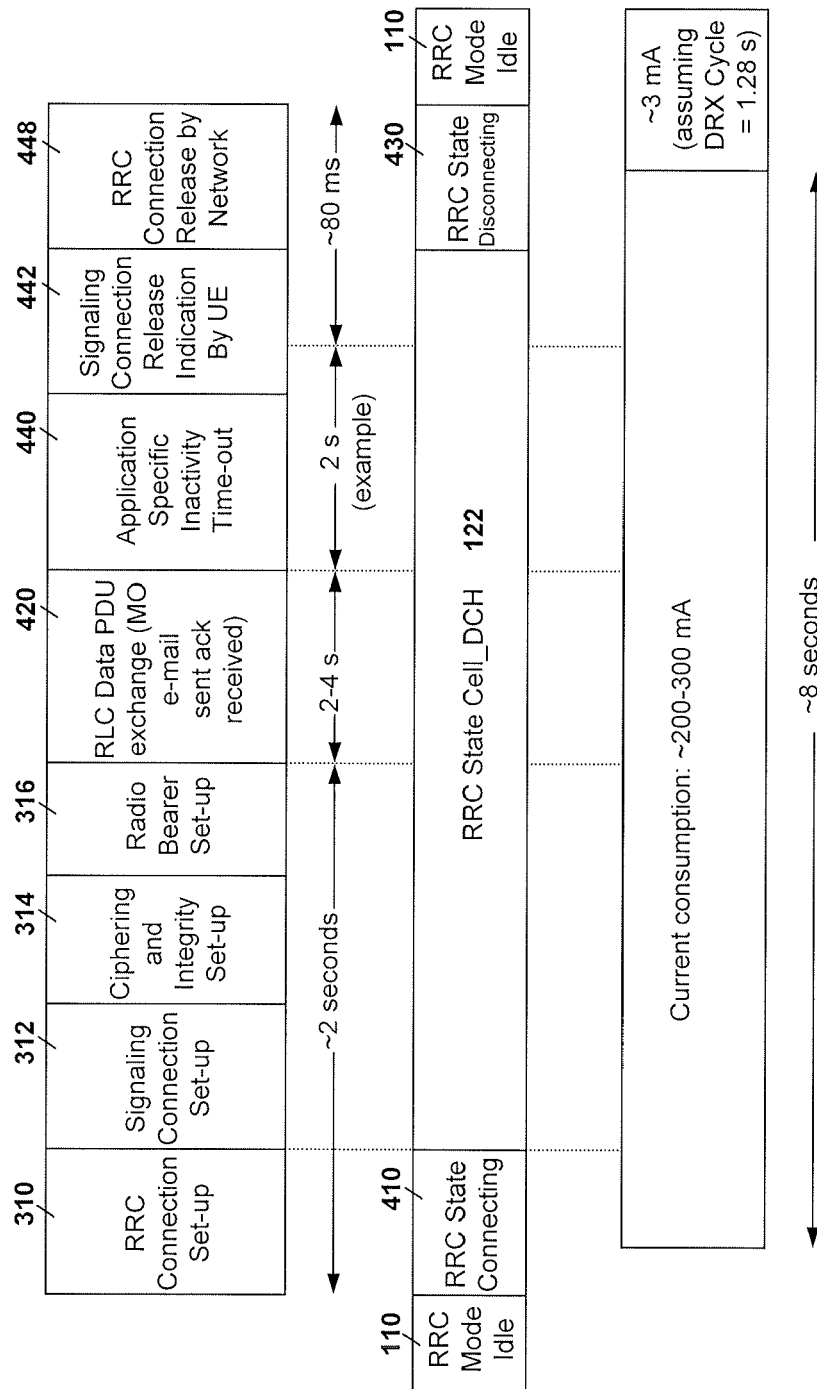 310
RRC
Connection
Set-up
312
Signaling
Connection
Set-up
314
Ciphering
and
Integrity
Set-up
316
Radio
Bearer
Set-up
420
RLC Data PDU
exchange (MO
e-mail
sent ack
received)
440
Application
Specific
Inactivity
Time-out
442
Signaling
Connection
Release
Indication
By UE
448
RRC
Connection
Release by
Network
~2 seconds
2-4 s
2 s
(example)
~80 ms
110
RRC
Mode
Idle
410
RRC State
Connecting
RRC State Cell_DCH 122
430
RRC State
Disconnecting
110
RRC
Mode
Idle
Current consumption: ~200-300 mA
~3 mA
(assuming
DRX Cycle
= 1.28 s)
~8 seconds